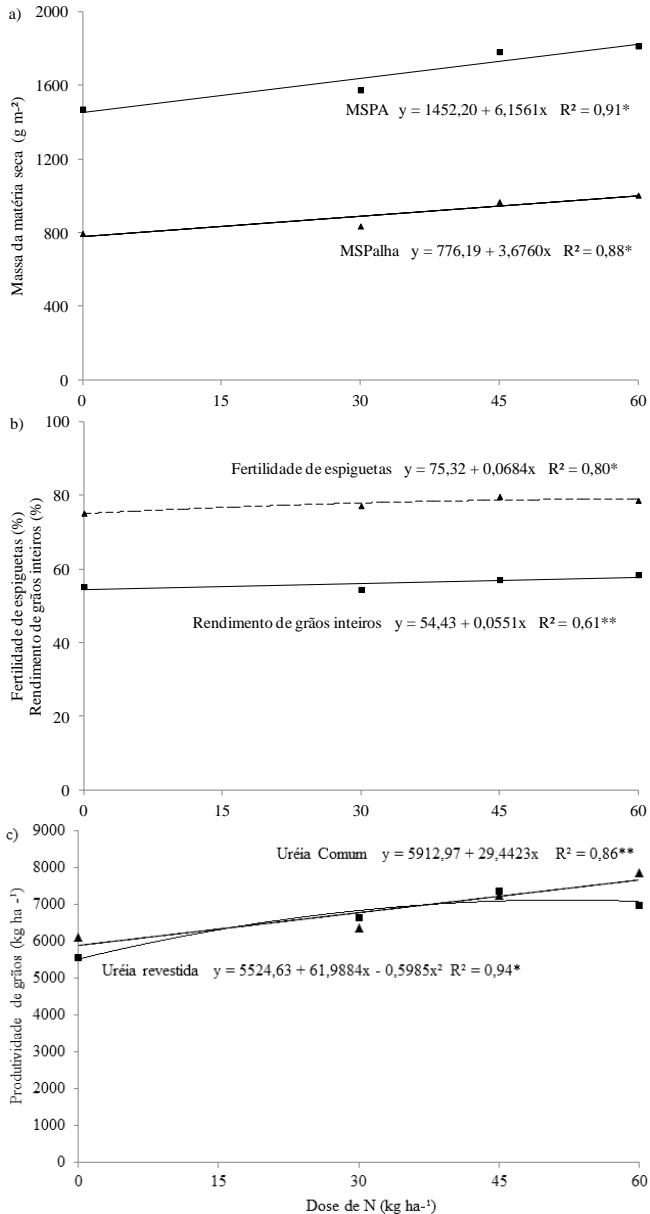 a)
2000
1600
1200
800
400
0
Massa da matéria seca (g m-²)
MSPA y = 1452,20 + 6,1561x R² = 0,91*
MSPalha y = 776,19 + 3,6760x R² = 0,88*
0 15 30 45 60
b)
100
80
60
40
20
0
Fertilidade de espiguetas (%)
Rendimento de grãos inteiros (%)
Fertilidade de espiguetas y = 75,32 + 0,0684x R² = 0,80*
Rendimento de grãos inteiros y = 54,43 + 0,0551x R² = 0,61**
0 15 30 45 60
c)
9000
8000
7000
6000
5000
4000
3000
2000
1000
0
Produtividade de grãos (kg ha -¹)
Uréia Comum y = 5912,97 + 29,4423x R² = 0,86**
Uréia revestida y = 5524,63 + 61,9884x - 0,5985x² R² = 0,94*
0 15 30 45 60
Dose de N (kg ha-¹)